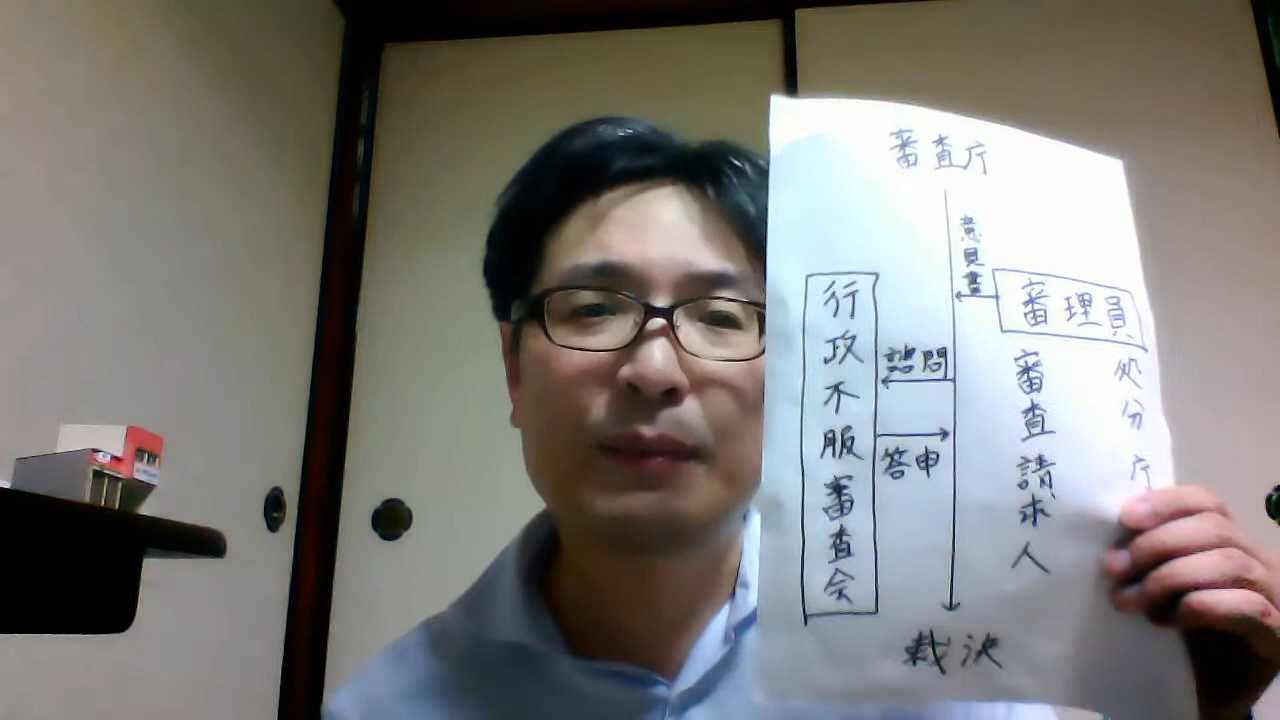 審査庁
意見書
審理員
処分庁
審査請求人
諮問
答申
行政不服審査会
裁決